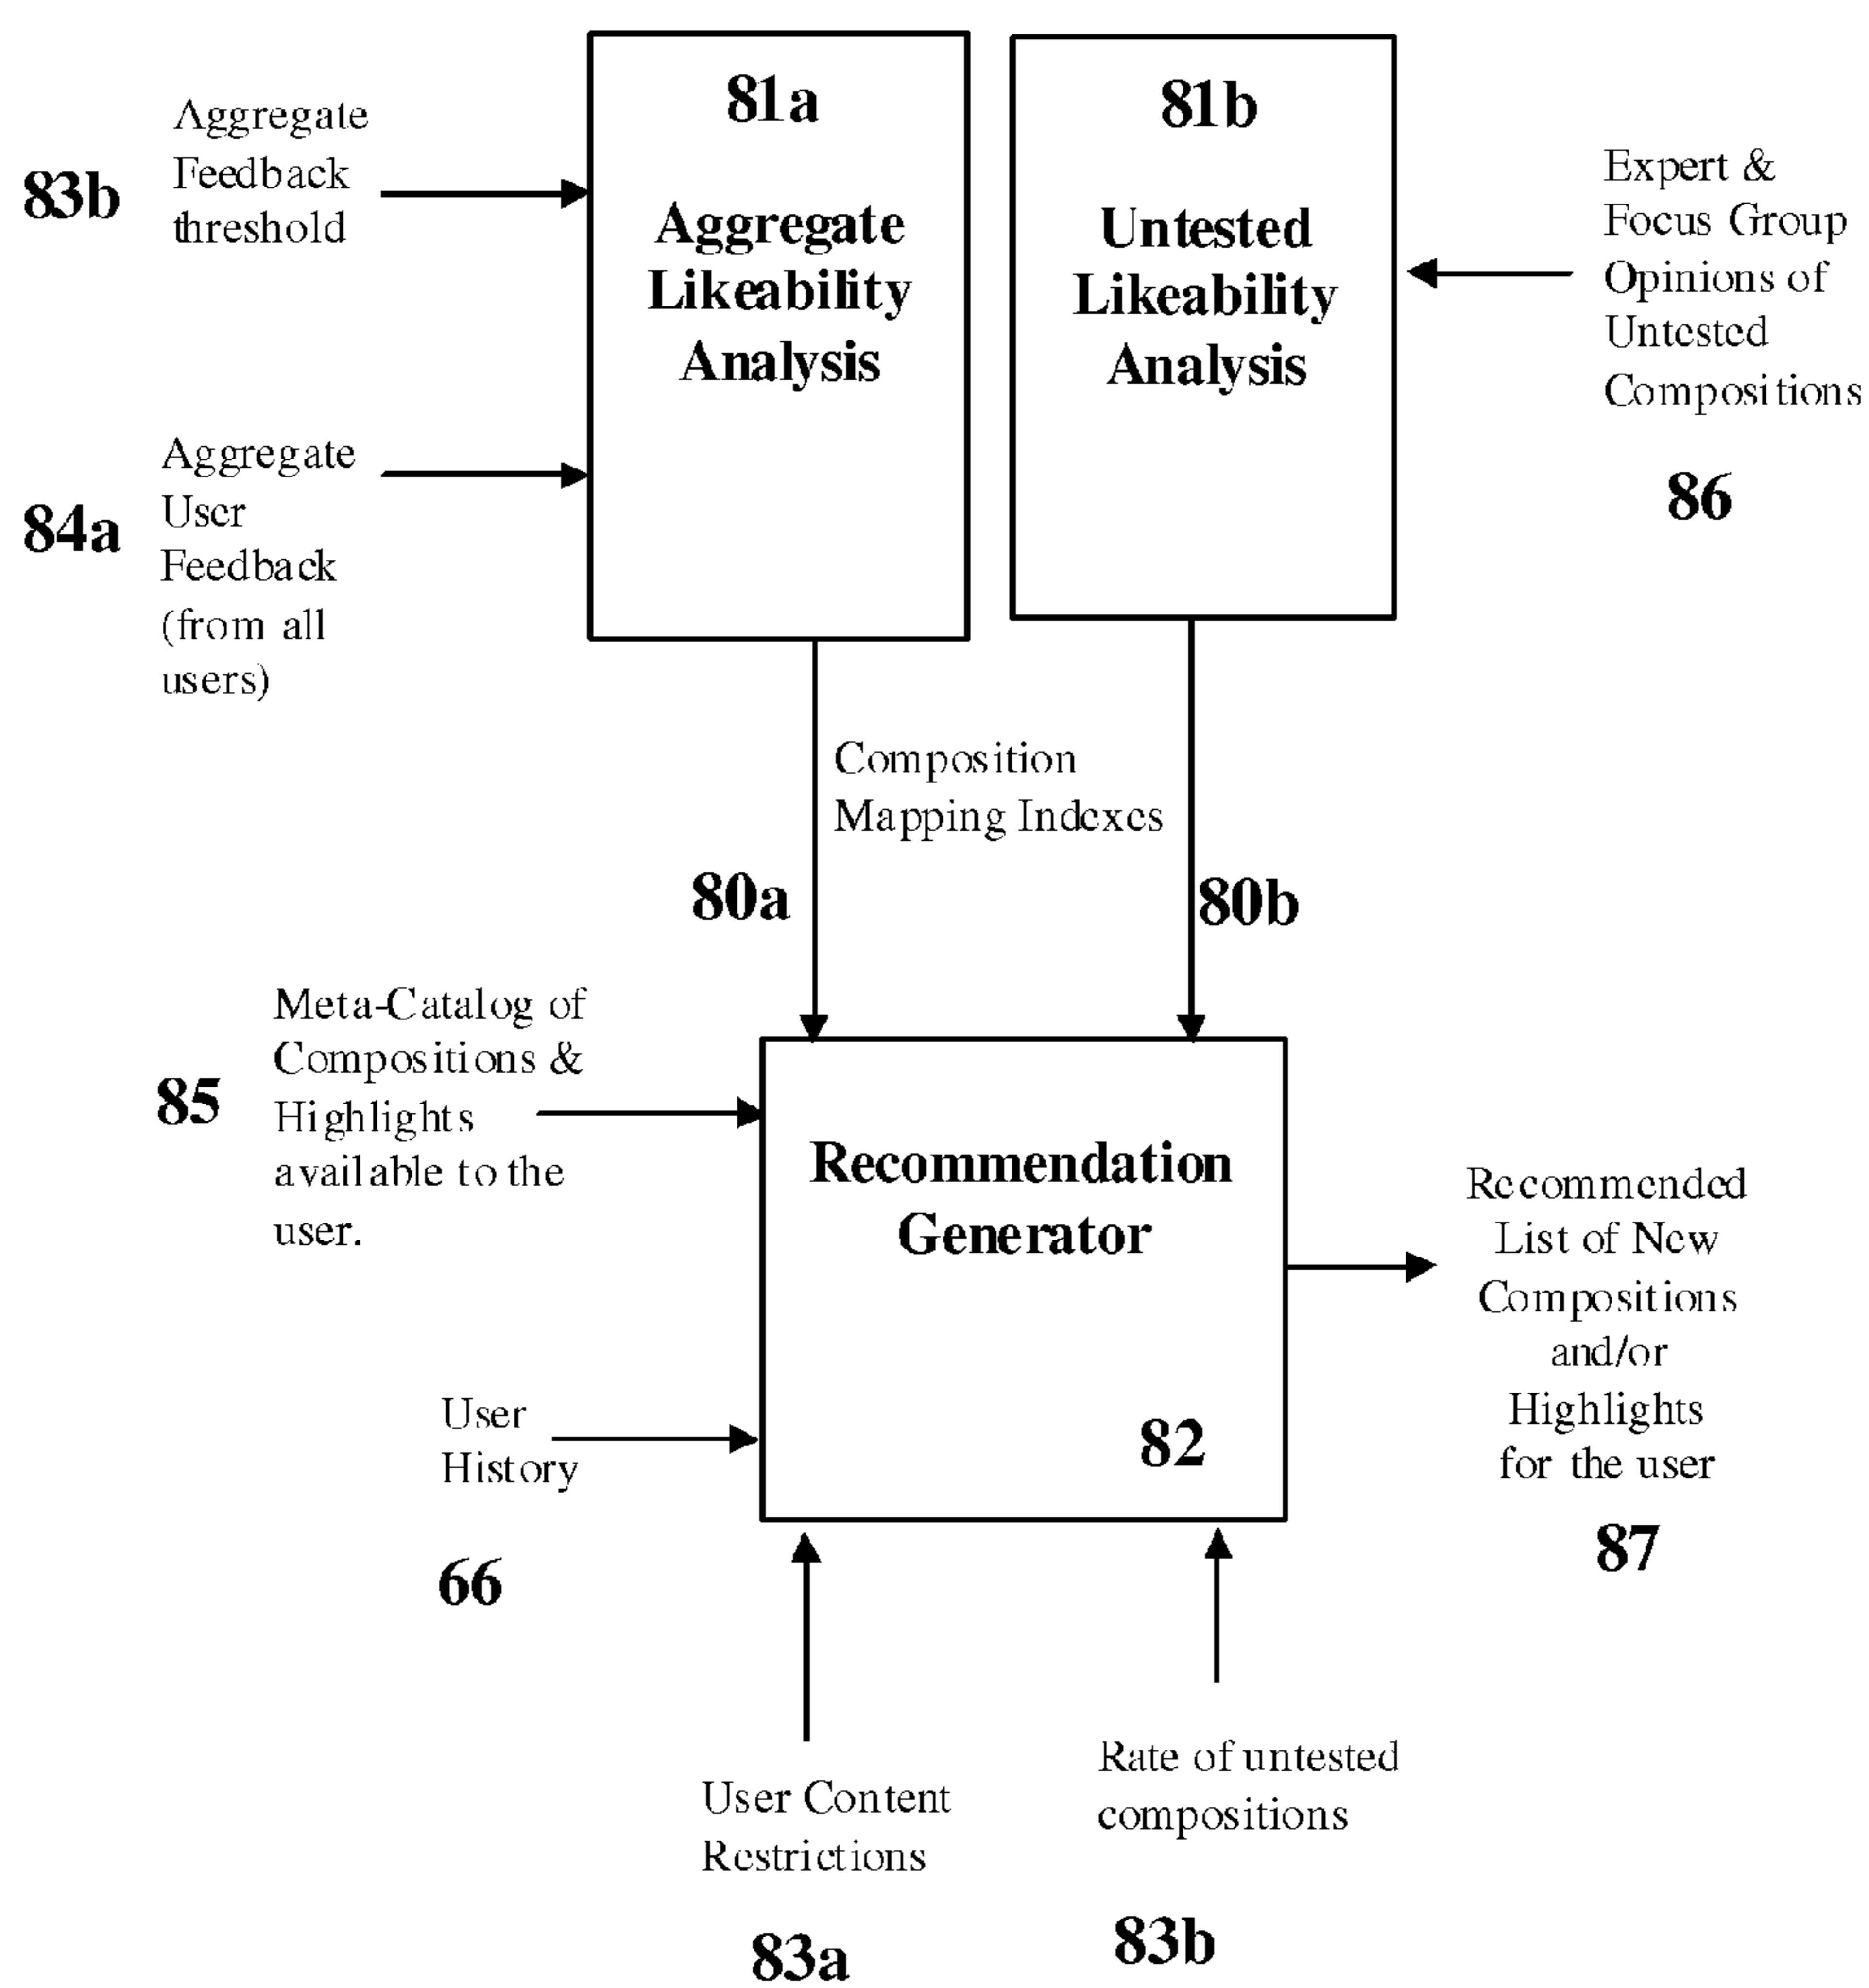 81a
Aggregate
Likeability
Analysis
81b
Untested
Likeability
Analysis
83b
Aggregate
Feedback
threshold
84a
Aggregate
User
Feedback
(from all
users)
Expert &
Focus Group
Opinions of
Untested
Compositions
86
Composition
Mapping Indexes
80a
80b
85
Meta-Catalog of
Compositions &
Highlights
available to the
user.
Recommendation
Generator
82
User
History
66
Recommended
List of New
Compositions
and/or
Highlights
for the user
87
User Content
Restrictions
83a
Rate of untested
compositions
83b